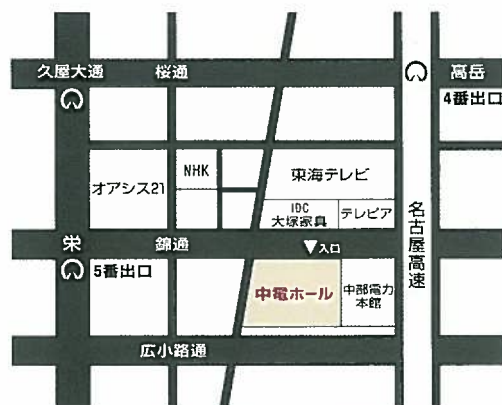 久屋大通
桜通
高岳
4番出口
NHK
東海テレビ
オアシス21
IDC
大塚家具
テレピア
名古屋高速
栄
錦通
▼入口
5番出口
中電ホール
中部電力
本館
広小路通